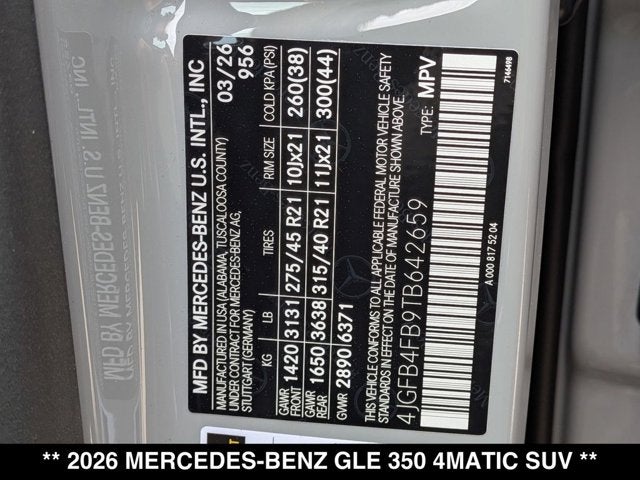 MFD BY MERCEDES-BENZ U.S. INTL., INC
MANUFACTURED IN USA (ALABAMA, TUSCALOOSA COUNTY) 03/26
UNDER CONTRACT FOR MERCEDES-BENZ AG, 956
STUTTGART (GERMANY)
KG LB TIRES RIM SIZE COLD KPA (PSI)
GAWR FRONT 1420 3131 275/45 R21 10Jx21 260(38)
GAWR REAR 1650 3638 315/40 R21 11Jx21 300(44)
GVWR 2890 6371
THIS VEHICLE CONFORMS TO ALL APPLICABLE FEDERAL MOTOR VEHICLE SAFETY
STANDARDS IN EFFECT ON THE DATE OF MANUFACTURE SHOWN ABOVE.
4JGFB4FB9TB642659 TYPE: MPV
A 000 817 52 04
7146498
** 2026 MERCEDES-BENZ GLE 350 4MATIC SUV **